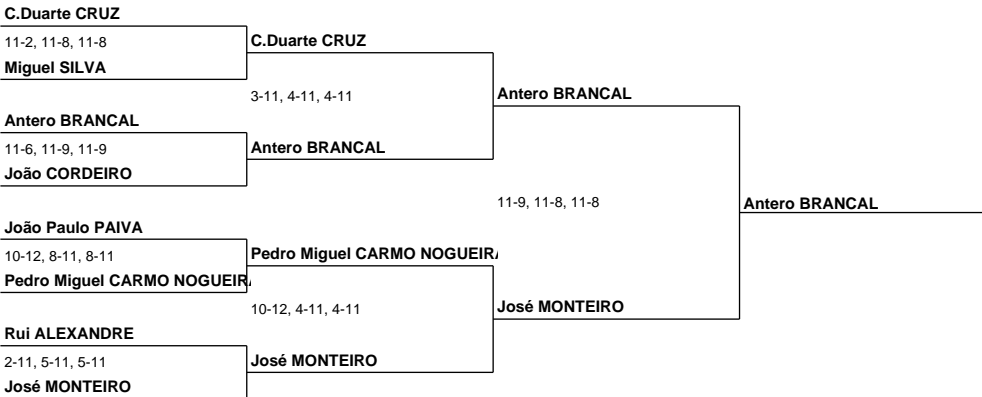 C.Duarte CRUZ
11-2, 11-8, 11-8
Miguel SILVA
C.Duarte CRUZ
3-11, 4-11, 4-11
Antero BRANCAL
11-6, 11-9, 11-9
João CORDEIRO
Antero BRANCAL
Antero BRANCAL
11-9, 11-8, 11-8
Antero BRANCAL
João Paulo PAIVA
10-12, 8-11, 8-11
Pedro Miguel CARMO NOGUEIR
Pedro Miguel CARMO NOGUEIRA
10-12, 4-11, 4-11
José MONTEIRO
Rui ALEXANDRE
2-11, 5-11, 5-11
José MONTEIRO
José MONTEIRO